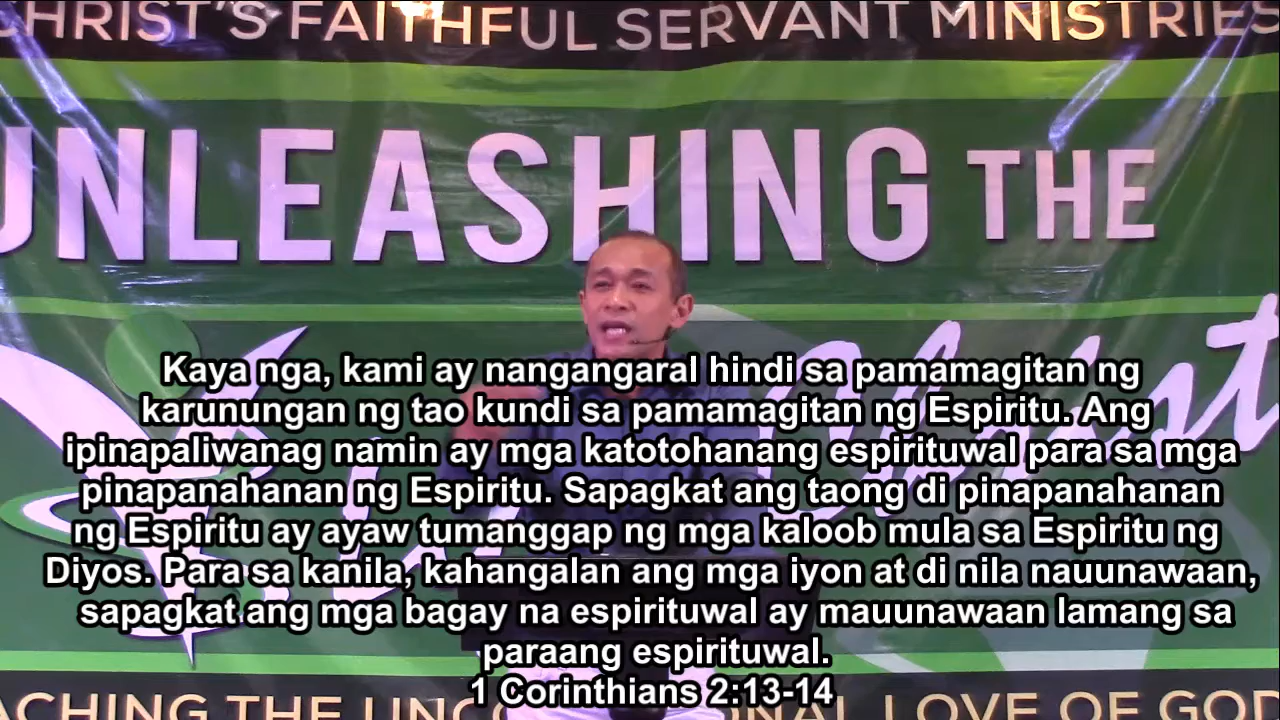 CHRIST'S FAITHFUL SERVANT MINISTRIES
UNLEASHING THE
Christ
Kaya nga, kami ay nangangaral hindi sa pamamagitan ng
karunungan ng tao kundi sa pamamagitan ng Espiritu. Ang
ipinapaliwanag namin ay mga katotohanang espirituwal para sa mga
pinapanahanan ng Espiritu. Sapagkat ang taong di pinapanahanan
ng Espiritu ay ayaw tumanggap ng mga kaloob mula sa Espiritu ng
Diyos. Para sa kanila, kahangalan ang mga iyon at di nila nauunawaan,
sapagkat ang mga bagay na espirituwal ay mauunawaan lamang sa
paraang espirituwal.
1 Corinthians 2:13-14
LOVE OF GOD